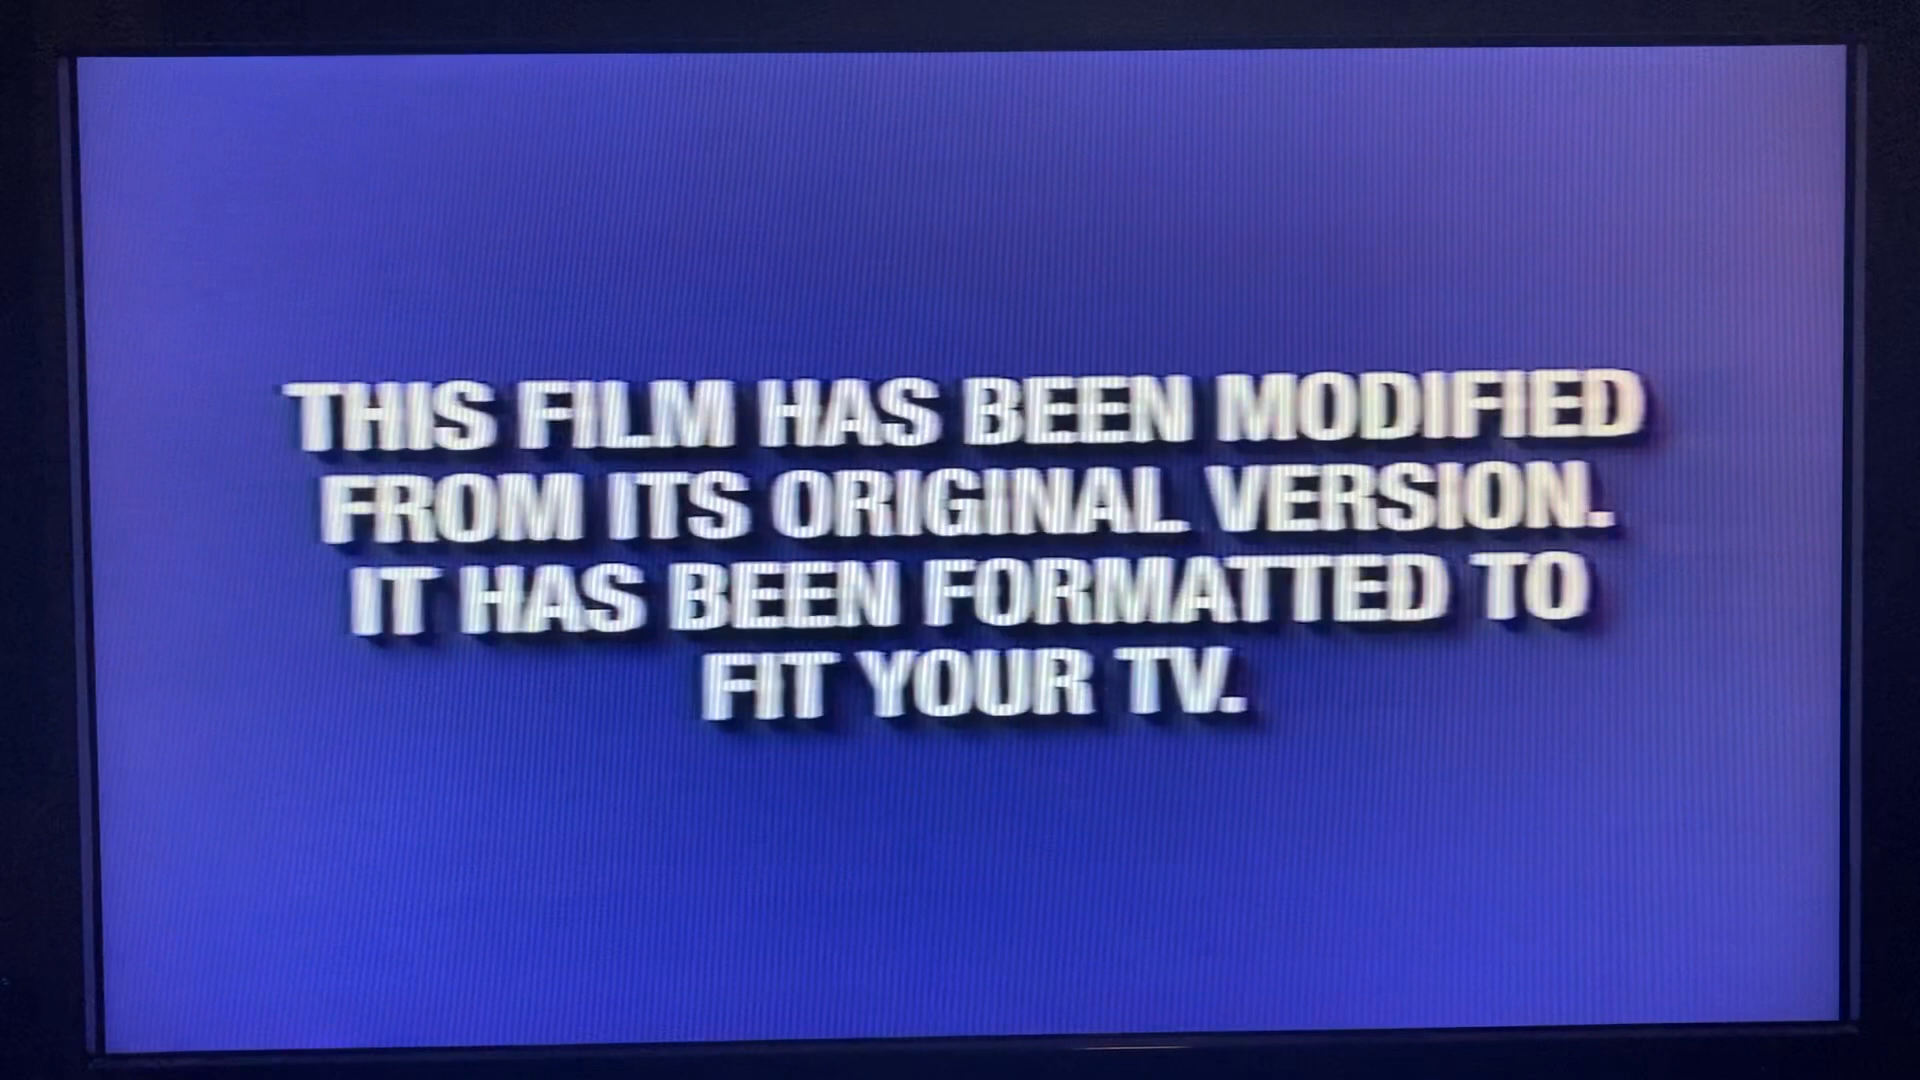 THIS FILM HAS BEEN MODIFIED
FROM ITS ORIGINAL VERSION.
IT HAS BEEN FORMATTED TO
FIT YOUR TV.